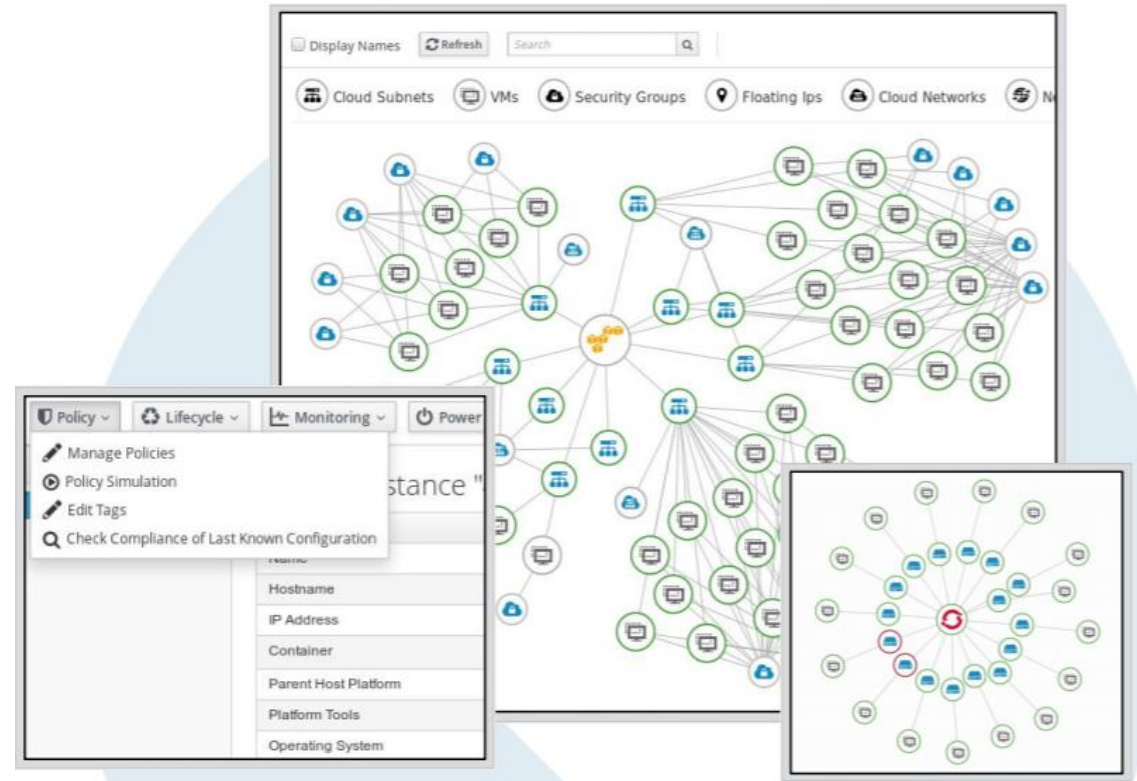 Display Names Refresh Search
Cloud Subnets VMs Security Groups Floating Ips Cloud Networks
Policy Lifecycle Monitoring Power
Manage Policies
Policy Simulation
Edit Tags
Check Compliance of Last Known Configuration
stance "
Name
Hostname
IP Address
Container
Parent Host Platform
Platform Tools
Operating System